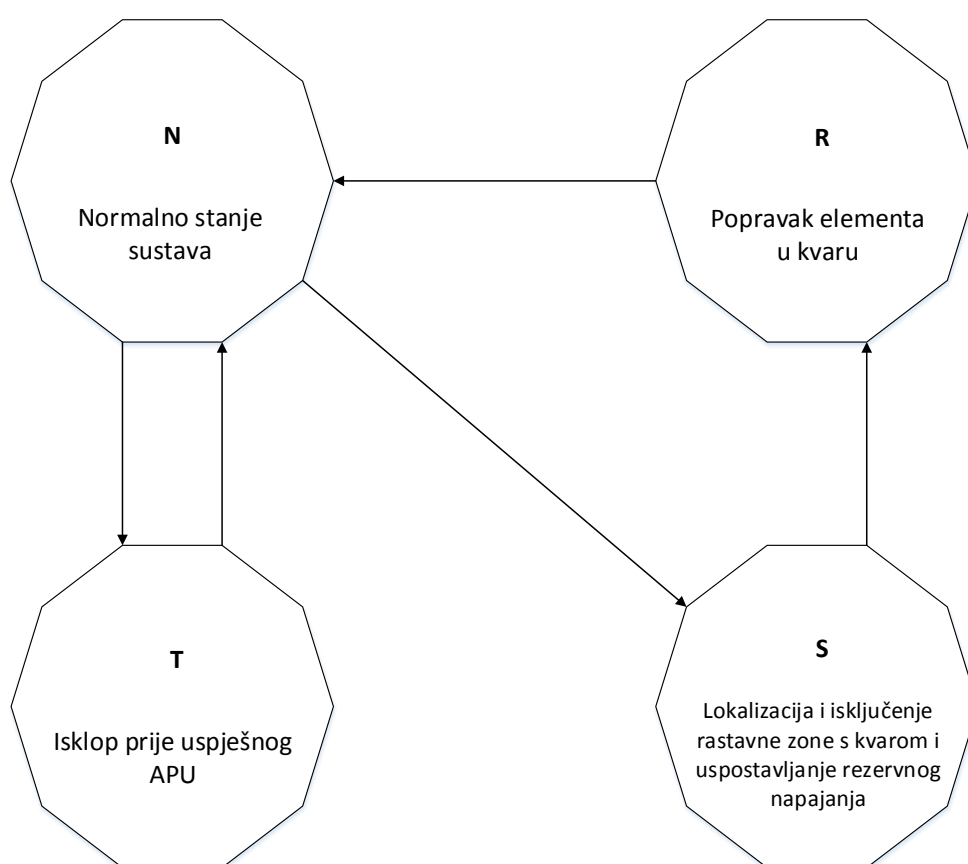 N
Normalno stanje
sustava
R
Popravak elementa
u kvaru
T
Isklop prije uspješnog
APU
S
Lokalizacija i isključenje
rastavne zone s kvarom i
uspostavljanje rezervnog
napajanja